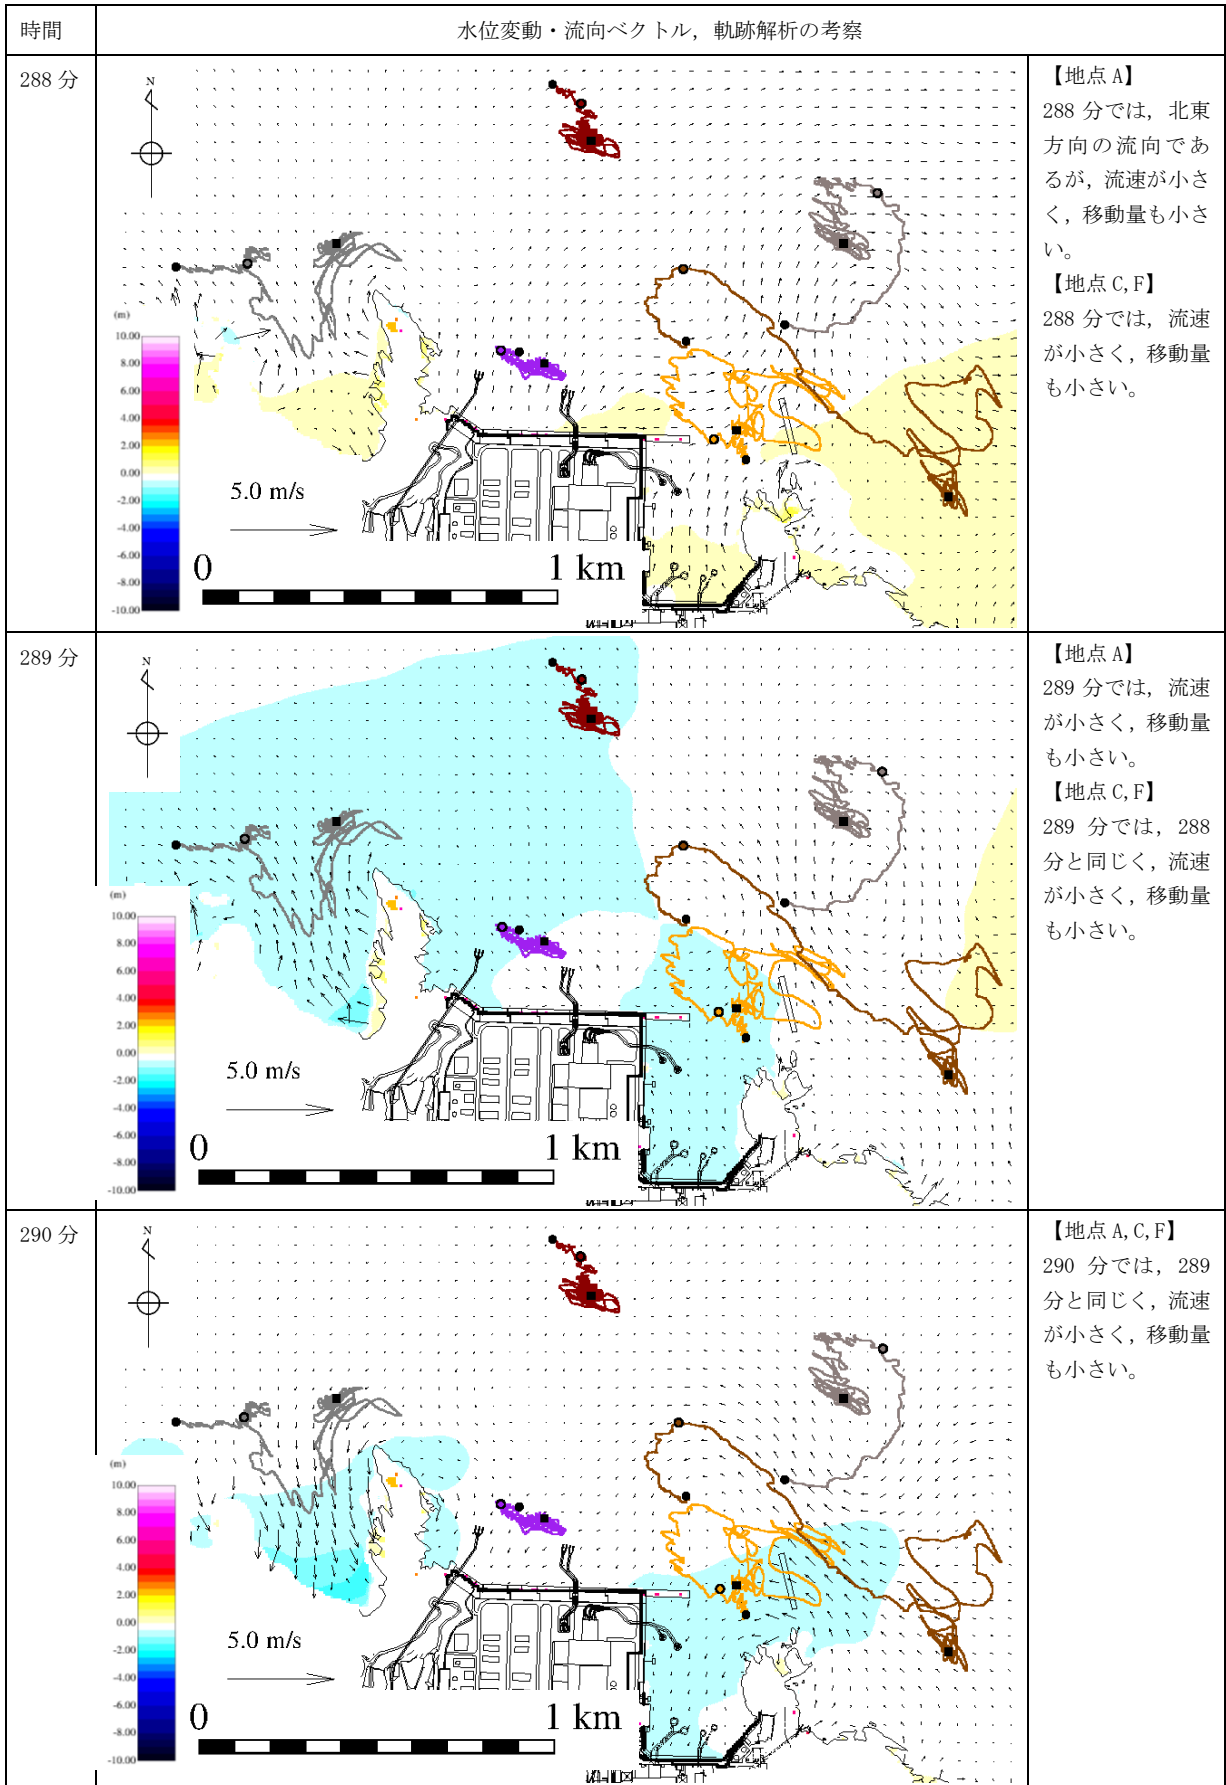 時間
水位変動・流向ベクトル，軌跡解析の考察
288 分
N
(m)
10.00
8.00
6.00
4.00
2.00
0.00
-2.00
-4.00
-6.00
-8.00
-10.00
5.0 m/s
0
1 km
【地点 A】
288 分では，北東
方向の流向であ
るが，流速が小さ
く，移動量も小さ
い。
【地点 C,F】
288 分では，流速
が小さく，移動量
も小さい。
289 分
N
(m)
10.00
8.00
6.00
4.00
2.00
0.00
-2.00
-4.00
-6.00
-8.00
-10.00
5.0 m/s
0
1 km
【地点 A】
289 分では，流速
が小さく，移動量
も小さい。
【地点 C,F】
289 分では，288
分と同じく，流速
が小さく，移動量
も小さい。
290 分
N
(m)
10.00
8.00
6.00
4.00
2.00
0.00
-2.00
-4.00
-6.00
-8.00
-10.00
5.0 m/s
0
1 km
【地点 A,C,F】
290 分では，289
分と同じく，流速
が小さく，移動量
も小さい。